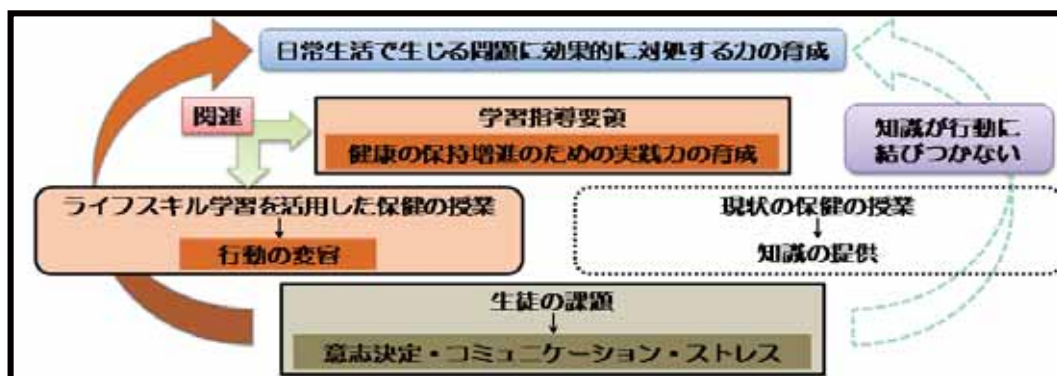 日常生活で生じる問題に効果的に対処する力の育成
関連
学習指導要領
健康の保持増進のための実践力の育成
知識が行動に
結びつかない
ライフスキル学習を活用した保健の授業
↓
行動の変容
現状の保健の授業
↓
知識の提供
生徒の課題
↓
意志決定・コミュニケーション・ストレス